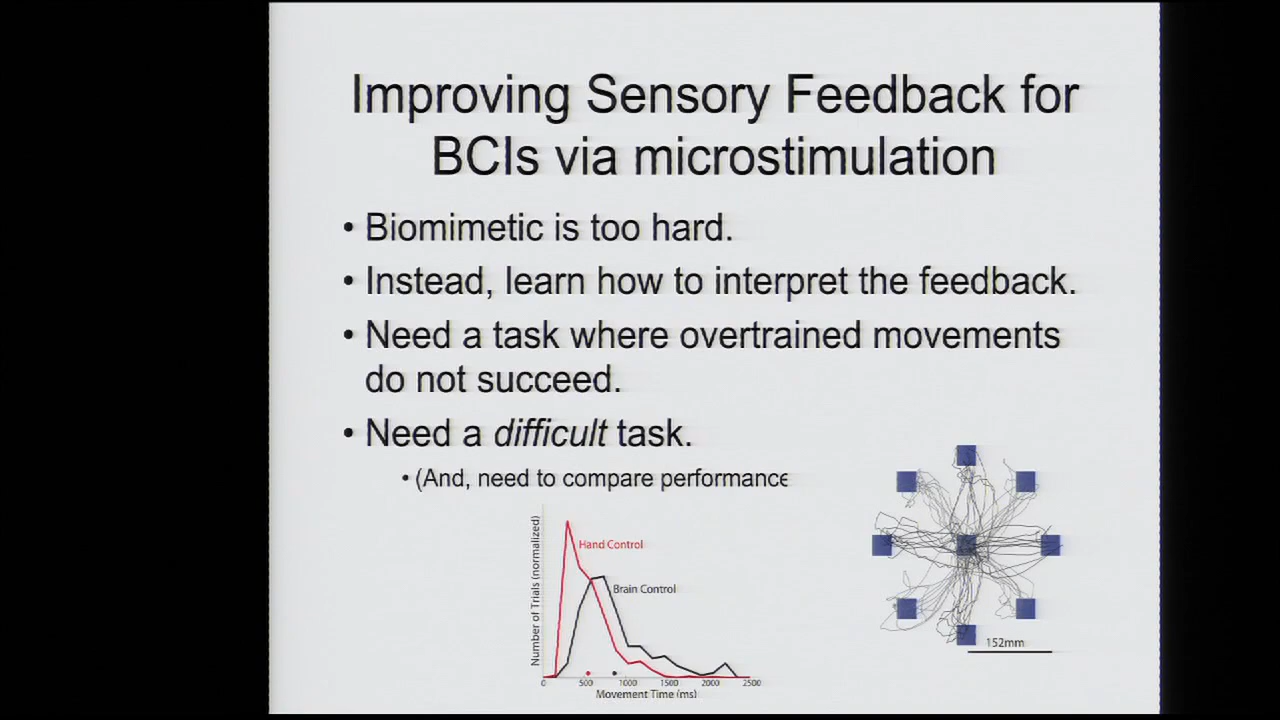 Improving Sensory Feedback for
BCIs via microstimulation
• Biomimetic is too hard.
• Instead, learn how to interpret the feedback.
• Need a task where overtrained movements
do not succeed.
• Need a difficult task.
• (And, need to compare performance
Number of Trials (normalized)
Hand Control
Brain Control
0 500 1000 1500 2000 2500
Movement Time (ms)
152mm